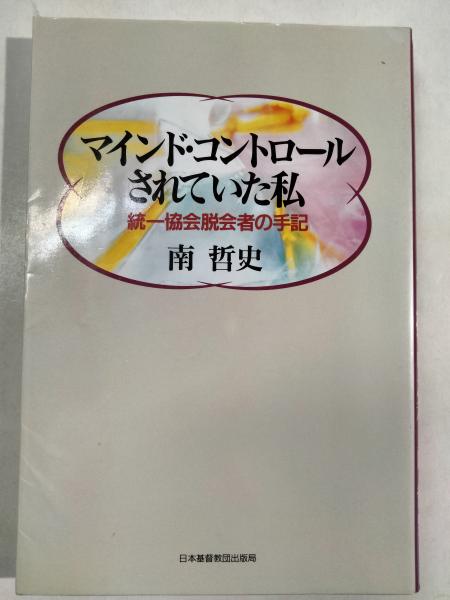 マインド・コントロール
されていた私
統一協会脱会者の手記
南 哲史
日本基督教団出版局